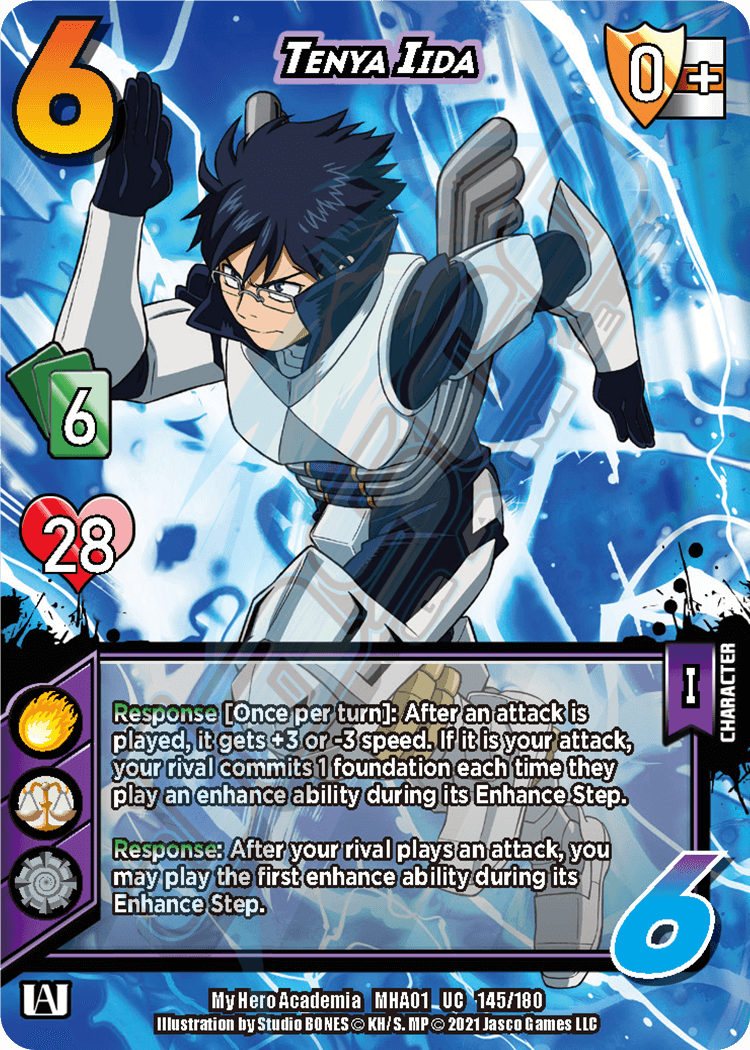 6
TENYA IIDA
0 +
6
28
I
CHARACTER
Response [Once per turn]: After an attack is
played, it gets +3 or -3 speed. If it is your attack,
your rival commits 1 foundation each time they
play an enhance ability during its Enhance Step.
Response: After your rival plays an attack, you
may play the first enhance ability during its
Enhance Step.
6
UA
My Hero Academia MHA01 UC 145/180
Illustration by Studio BONES © KH/S. MP © 2021 Jasco Games LLC